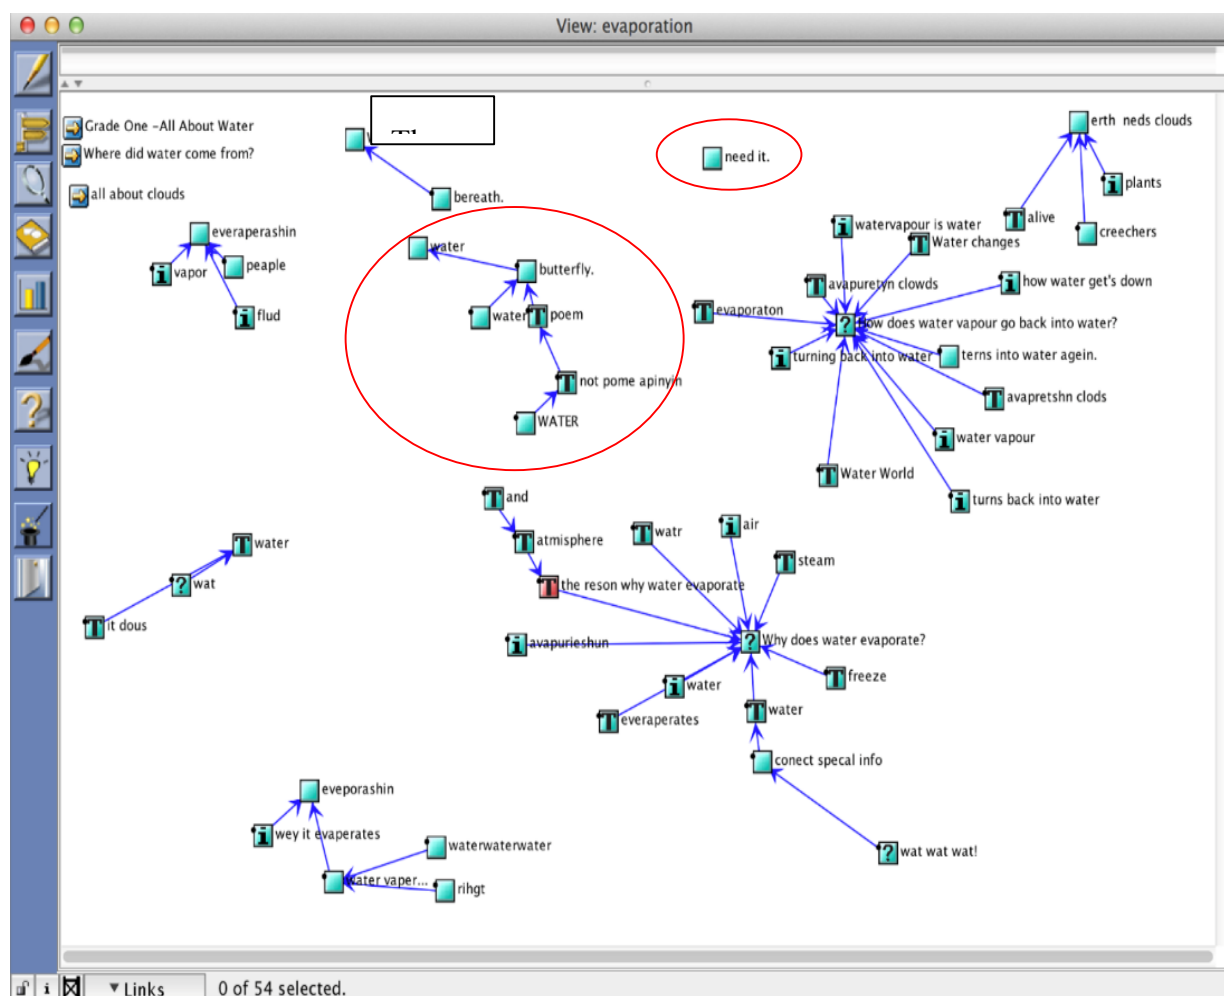 View: evaporation
Grade One -All About Water
Where did water come from?
all about clouds
bereath.
need it.
erth neds clouds
plants
alive
creechers
everaperashin
vapor
peaple
flud
water
butterfly.
water
poem
not pome apinyin
WATER
watervapour is water
Water changes
avapuretyn clowds
how water get's down
evaporaton
How does water vapour go back into water?
turning back into water
terns into water agein.
avapretshn clods
water vapour
Water World
turns back into water
and
atmisphere
the reson why water evaporate
watr
air
steam
water
wat
it dous
avapurieshun
Why does water evaporate?
water
freeze
everaperates
water
conect specal info
wat wat wat!
eveporashin
wey it evaperates
waterwaterwater
water vaper...
rihgt
Links
0 of 54 selected.